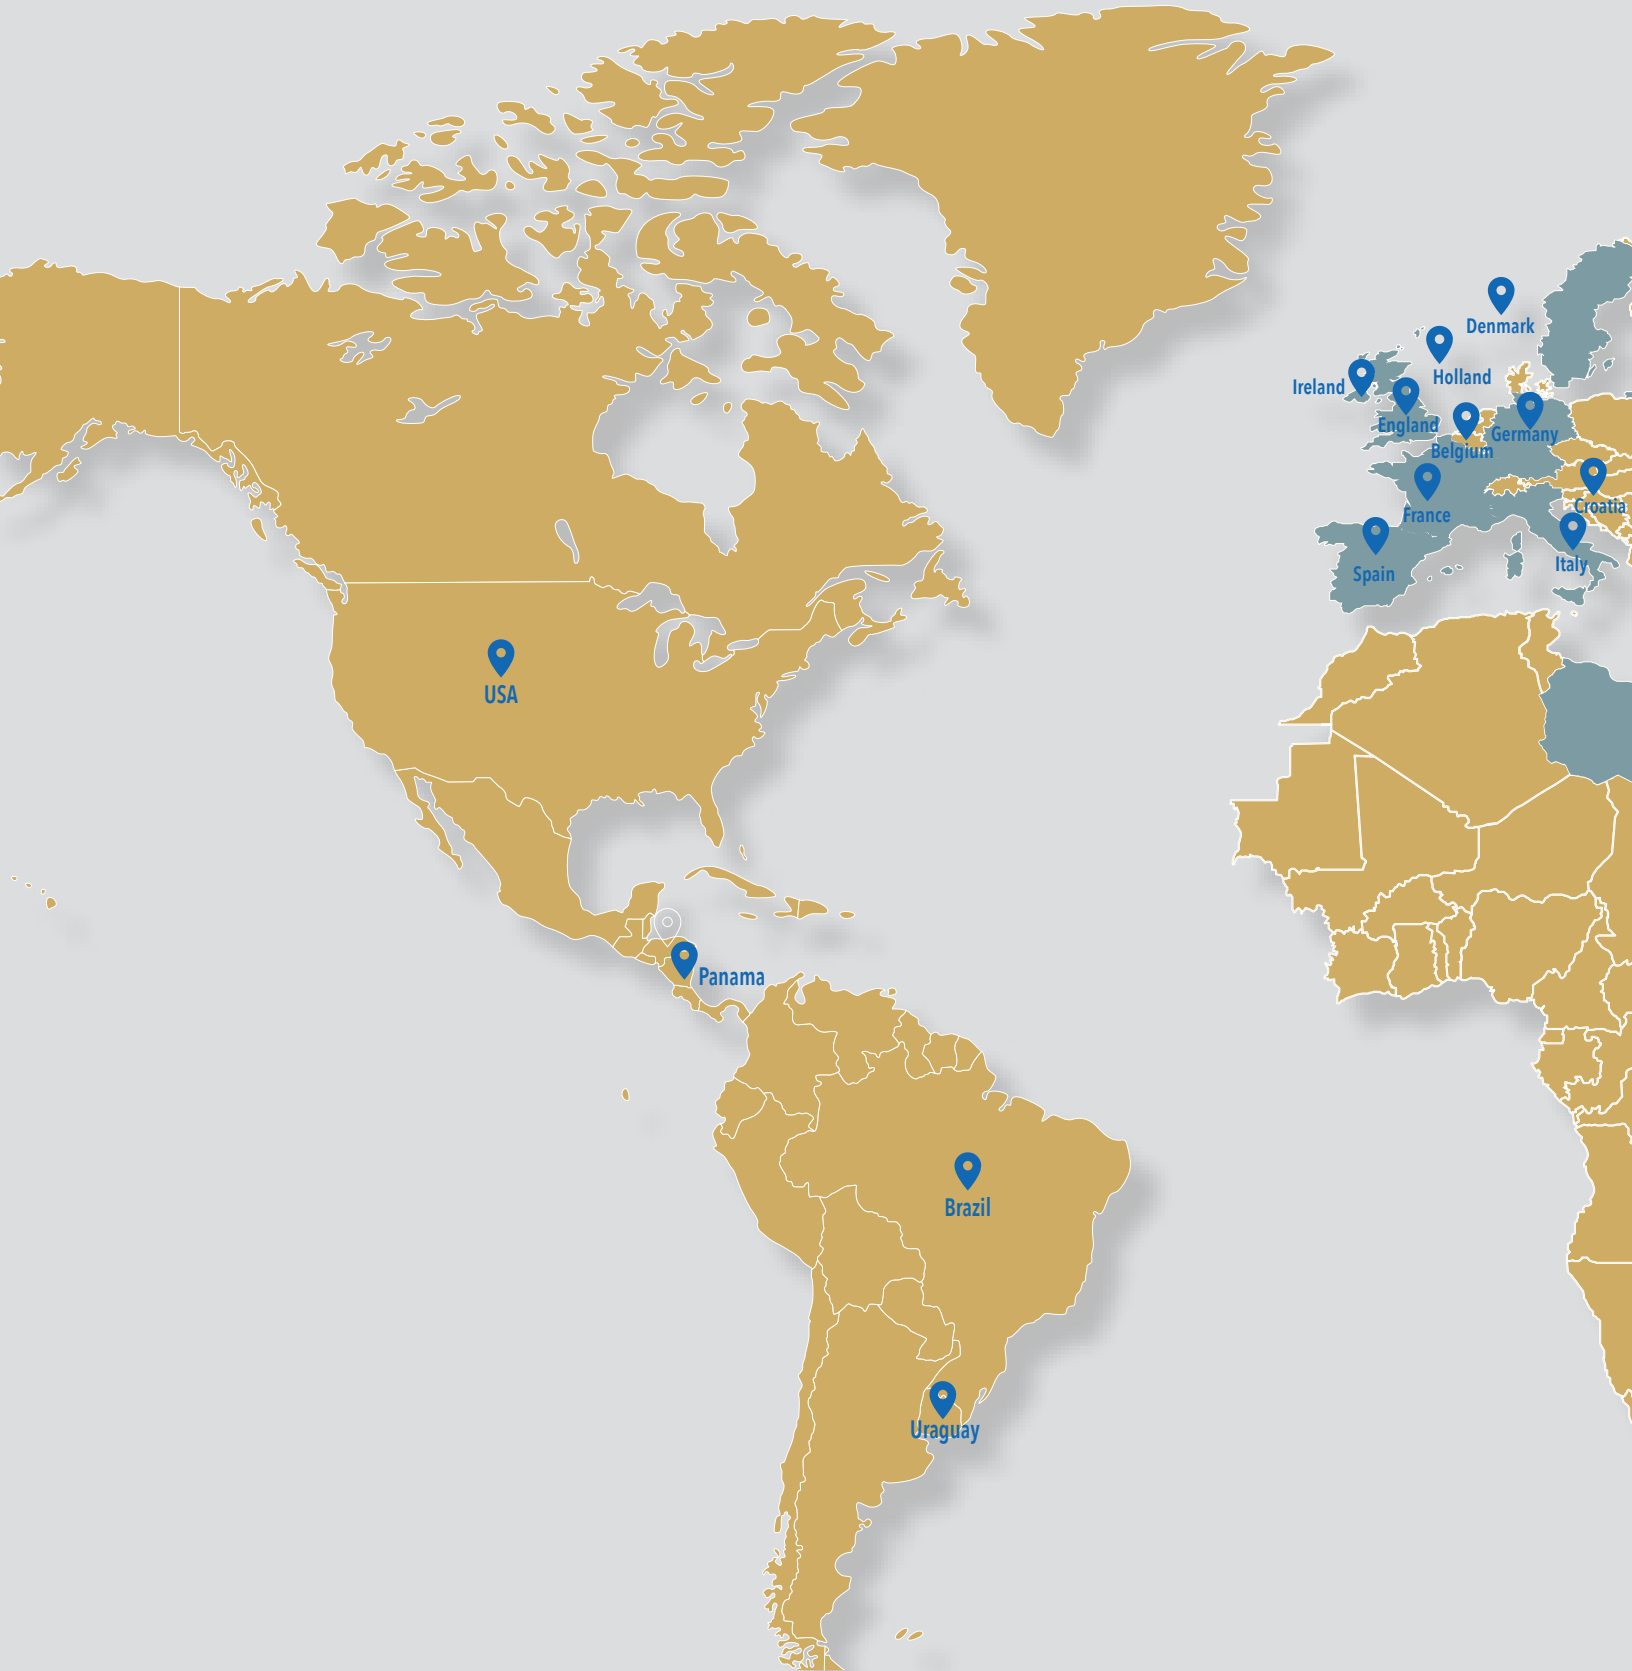 Denmark
Holland
Ireland
England
Germany
Belgium
Croatia
France
Italy
Spain
USA
Panama
Brazil
Uraguay